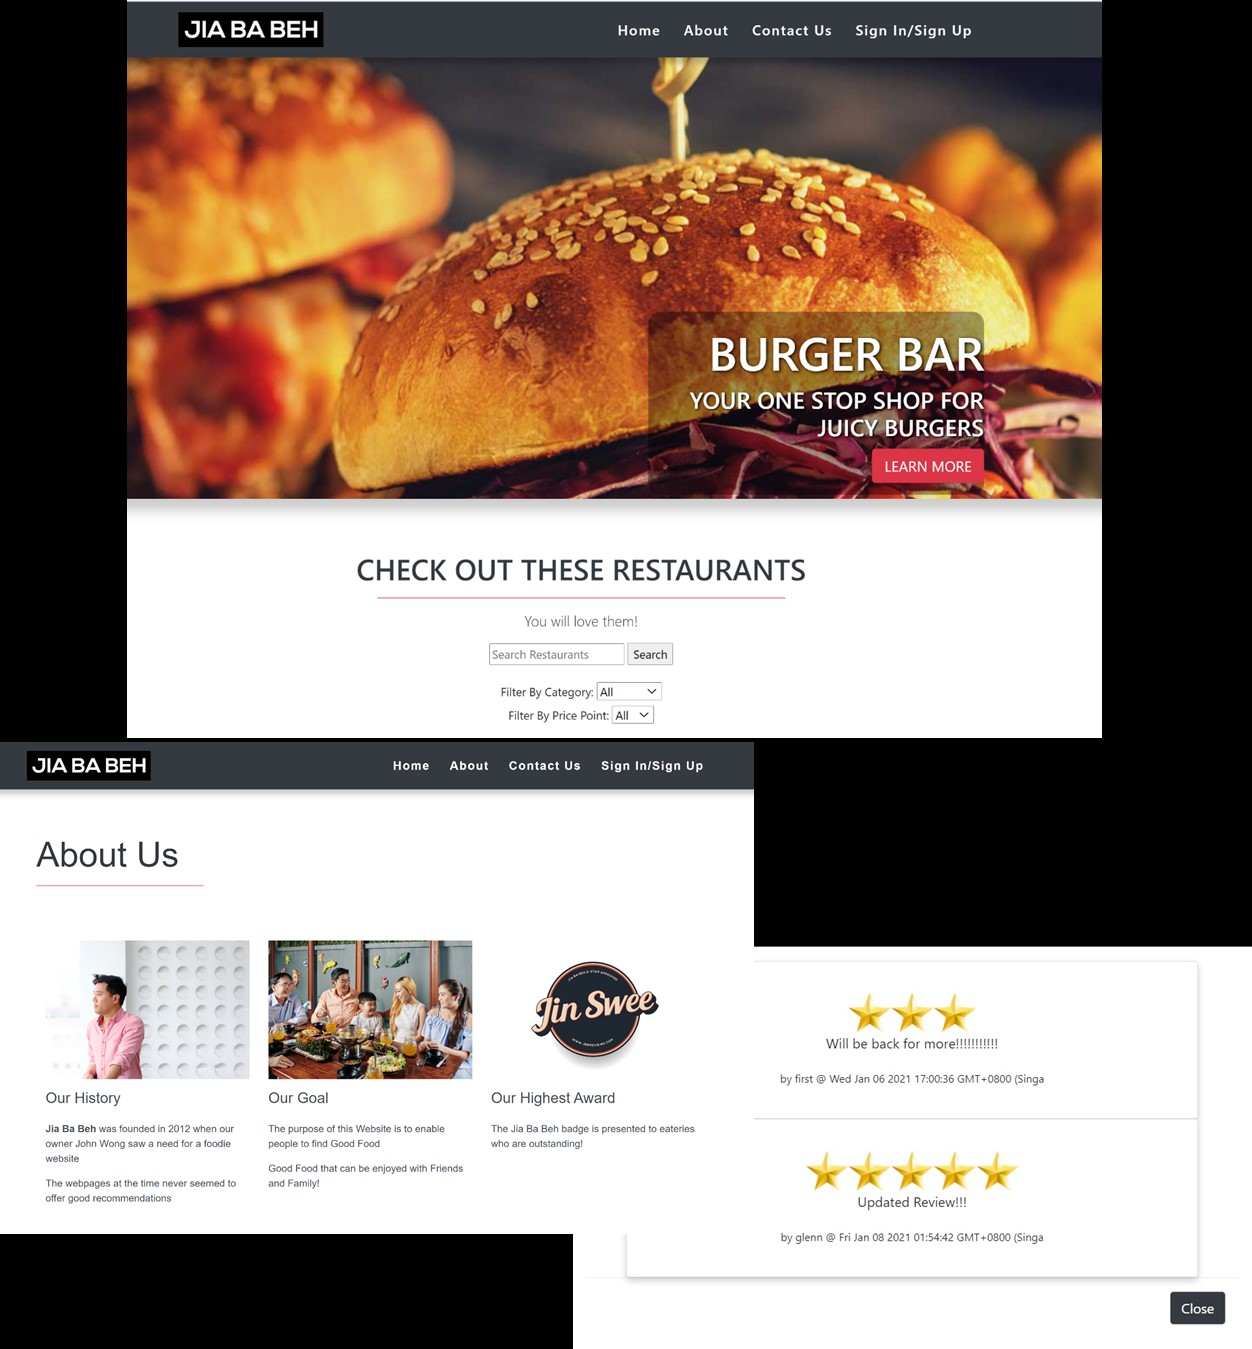 JIA BA BEH
Home About Contact Us Sign In/Sign Up
BURGER BAR
YOUR ONE STOP SHOP FOR
JUICY BURGERS
LEARN MORE
CHECK OUT THESE RESTAURANTS
You will love them!
Search Restaurants Search
Filter By Category: All
Filter By Price Point: All
JIA BA BEH
Home About Contact Us Sign In/Sign Up
About Us
Jin Swee
Our History
Jia Ba Beh was founded in 2012 when our
owner John Wong saw a need for a foodie
website
The webpages at the time never seemed to
offer good recommendations
Our Goal
The purpose of this Website is to enable
people to find Good Food
Good Food that can be enjoyed with Friends
and Family!
Our Highest Award
The Jia Ba Beh badge is presented to eateries
who are outstanding!
Will be back for more!!!!!!!!!!!
by first @ Wed Jan 06 2021 17:00:36 GMT+0800 (Singa
Updated Review!!!
by glenn @ Fri Jan 08 2021 01:54:42 GMT+0800 (Singa
Close